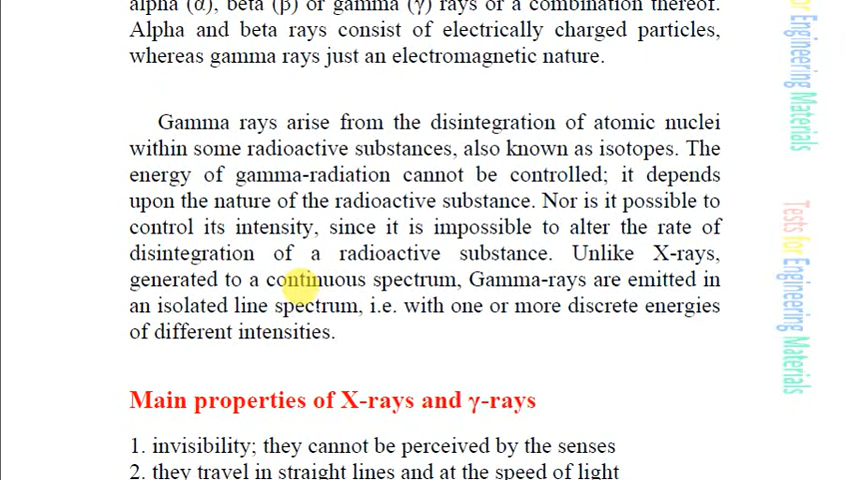 alpha (α), beta (β) or gamma (γ) rays or a combination thereof.
Alpha and beta rays consist of electrically charged particles,
whereas gamma rays just an electromagnetic nature.
Gamma rays arise from the disintegration of atomic nuclei
within some radioactive substances, also known as isotopes. The
energy of gamma-radiation cannot be controlled; it depends
upon the nature of the radioactive substance. Nor is it possible to
control its intensity, since it is impossible to alter the rate of
disintegration of a radioactive substance. Unlike X-rays,
generated to a continuous spectrum, Gamma-rays are emitted in
an isolated line spectrum, i.e. with one or more discrete energies
of different intensities.
Main properties of X-rays and γ-rays
1. invisibility; they cannot be perceived by the senses
2. they travel in straight lines and at the speed of light
for Engineering Materials
Tests for Engineering Materials